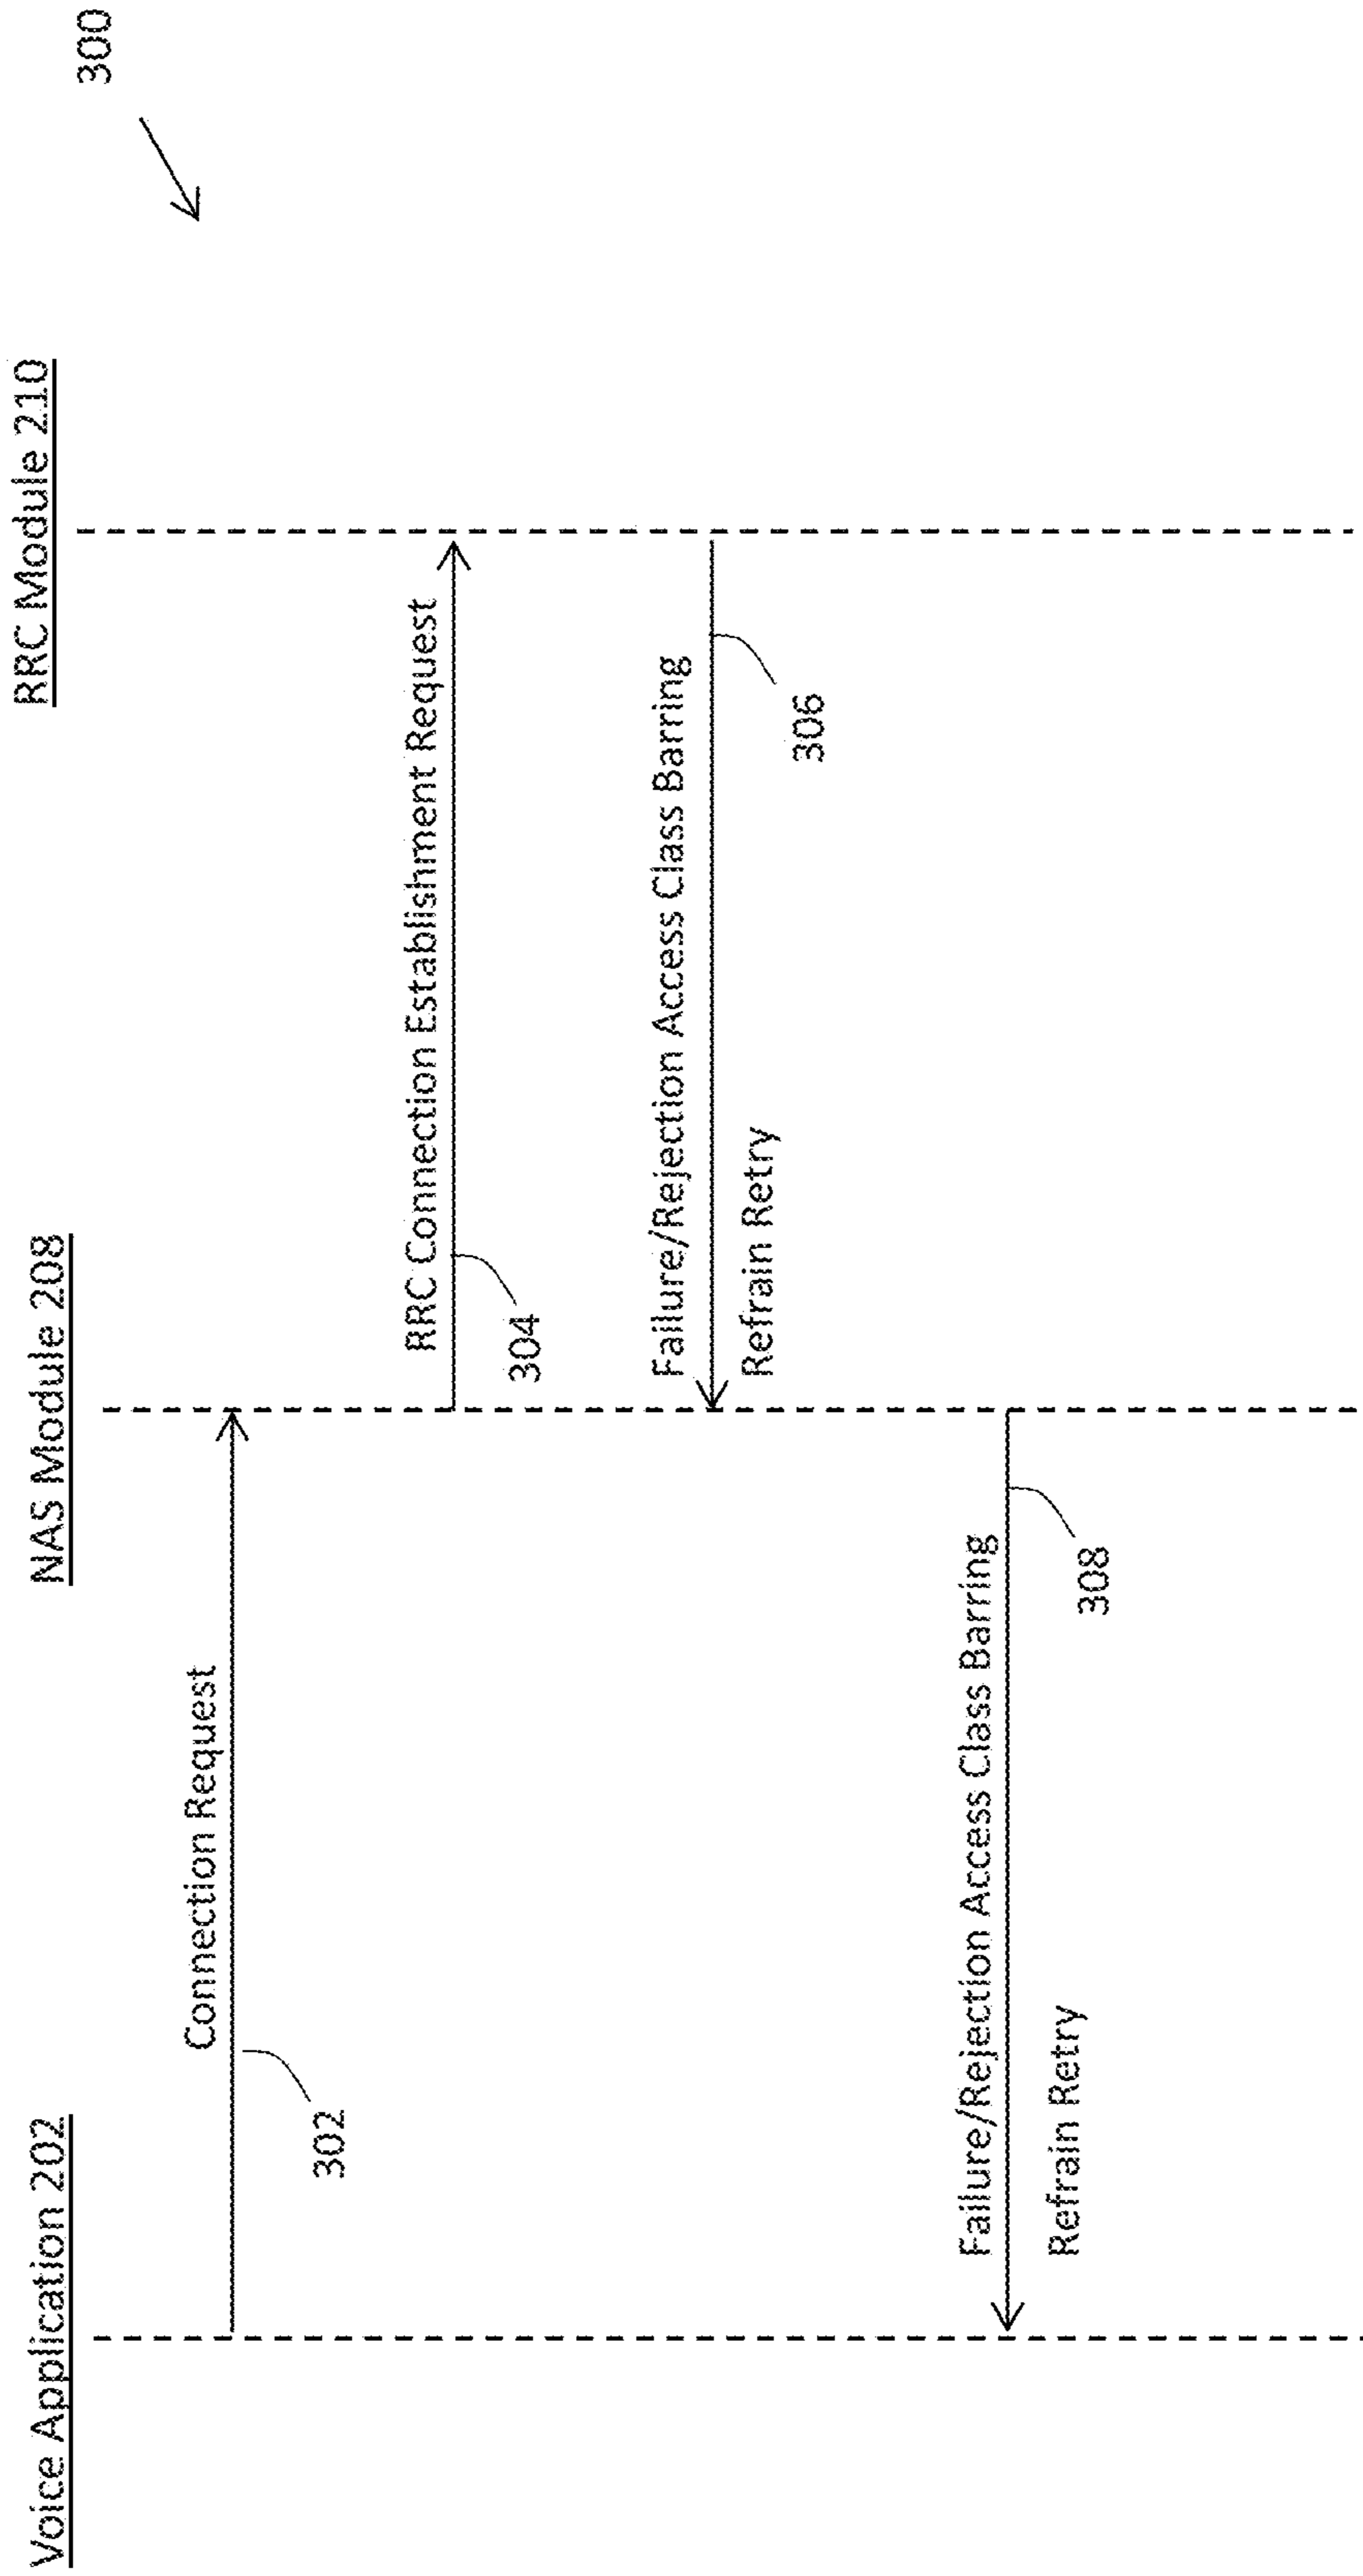 300
Voice Application 202
NAS Module 208
RRC Module 210
Connection Request
302
RRC Connection Establishment Request
304
Failure/Rejection Access Class Barring
306
Refrain Retry
Failure/Rejection Access Class Barring
308
Refrain Retry